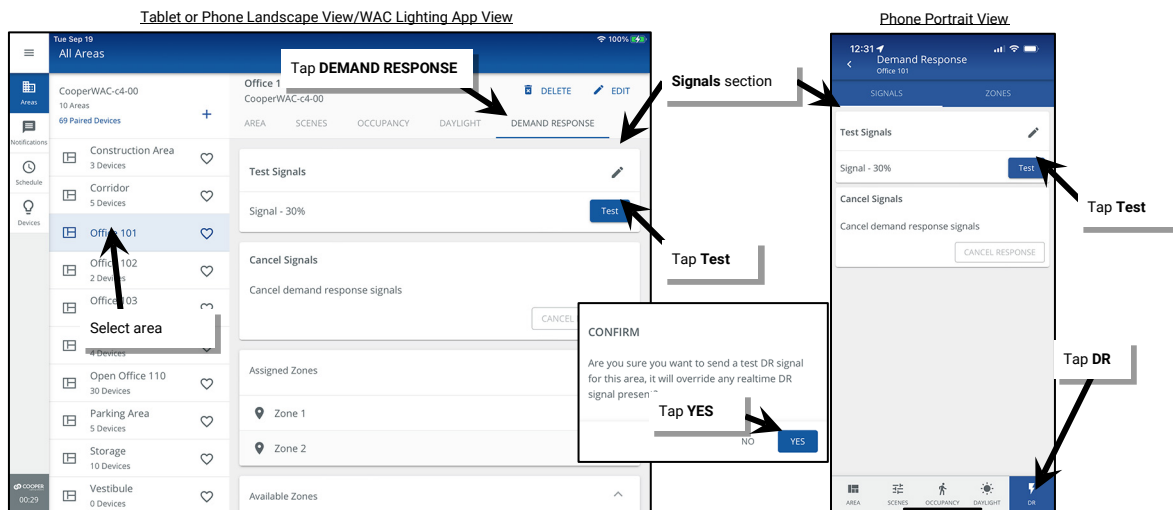 Tablet or Phone Landscape View/WAC Lighting App View
Phone Portrait View
Tue Sep 19
100%
All Areas
Tap DEMAND RESPONSE
Signals section
Areas
Notifications
Schedule
Devices
COOPER
00:29
CooperWAC-c4-00
10 Areas
69 Paired Devices
+
Construction Area
3 Devices
Corridor
5 Devices
Office 101
Office 102
2 Devices
Office 103
Select area
4 Devices
Open Office 110
30 Devices
Parking Area
5 Devices
Storage
10 Devices
Vestibule
0 Devices
Office 1
CooperWAC-c4-00
DELETE
EDIT
AREA SCENES OCCUPANCY DAYLIGHT DEMAND RESPONSE
Test Signals
Signal - 30%
Test
Tap Test
Cancel Signals
Cancel demand response signals
CANCEL
Assigned Zones
Zone 1
Zone 2
Available Zones
CONFIRM
Are you sure you want to send a test DR signal
for this area, it will override any realtime DR
signal present?
Tap YES
NO YES
12:31
Demand Response
Office 101
SIGNALS ZONES
Test Signals
Signal - 30%
Test
Tap Test
Cancel Signals
Cancel demand response signals
CANCEL RESPONSE
Tap DR
AREA SCENES OCCUPANCY DAYLIGHT DR